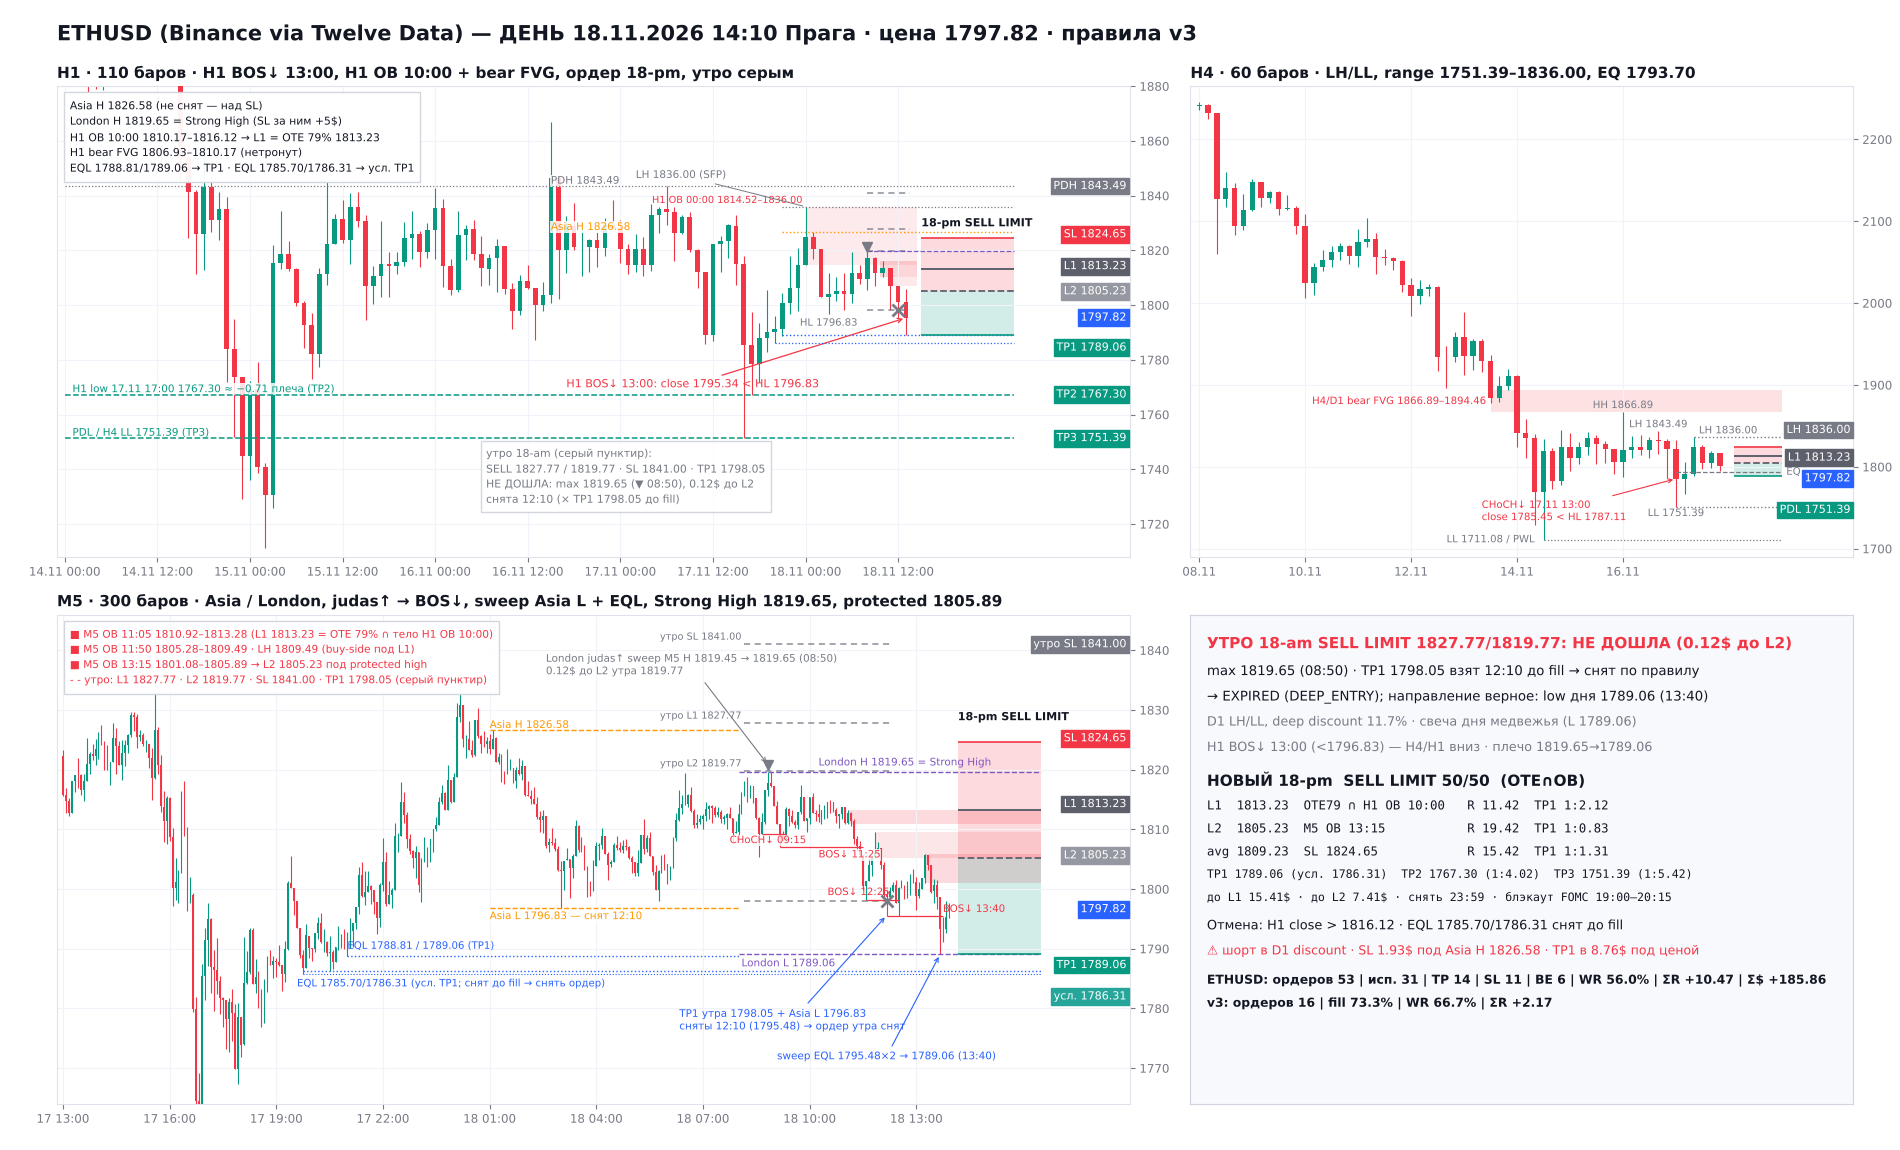 ETHUSD (Binance via Twelve Data) — ДЕНЬ 18.11.2026 14:10 Прага · цена 1797.82 · правила v3
H1 · 110 баров · H1 BOS↓ 13:00, H1 OB 10:00 + bear FVG, ордер 18-pm, утро серым
Asia H 1826.58 (не снят — над SL)
London H 1819.65 = Strong High (SL за ним +5$)
H1 OB 10:00 1810.17–1816.12 → L1 = OTE 79% 1813.23
H1 bear FVG 1806.93–1810.17 (нетронут)
EQL 1788.81/1789.06 → TP1 · EQL 1785.70/1786.31 → усл. TP1
PDH 1843.49
LH 1836.00 (SFP)
H1 OB 00:00 1814.52–1836.00
Asia H 1826.58
18-pm SELL LIMIT
HL 1796.83
H1 BOS↓ 13:00: close 1795.34 < HL 1796.83
H1 low 17.11 17:00 1767.30 ≈ −0.71 плеча (TP2)
PDL / H4 LL 1751.39 (TP3)
утро 18-am (серый пунктир):
SELL 1827.77 / 1819.77 · SL 1841.00 · TP1 1798.05
НЕ ДОШЛА: max 1819.65 (▼ 08:50), 0.12$ до L2
снята 12:10 (× TP1 1798.05 до fill)
1880
1860
PDH 1843.49
1840
SL 1824.65
1820
L1 1813.23
L2 1805.23
1800
1797.82
TP1 1789.06
1780
TP2 1767.30
1760
TP3 1751.39
1740
1720
14.11 00:00
14.11 12:00
15.11 00:00
15.11 12:00
16.11 00:00
16.11 12:00
17.11 00:00
17.11 12:00
18.11 00:00
18.11 12:00
H4 · 60 баров · LH/LL, range 1751.39–1836.00, EQ 1793.70
H4/D1 bear FVG 1866.89–1894.46
HH 1866.89
LH 1843.49
LH 1836.00
EQ
CHoCH↓ 17.11 13:00
close 1785.45 < HL 1787.11
LL 1751.39
LL 1711.08 / PWL
2200
2100
2000
1900
LH 1836.00
L1 1813.23
1800
1797.82
PDL 1751.39
1700
08.11
10.11
12.11
14.11
16.11
M5 · 300 баров · Asia / London, judas↑ → BOS↓, sweep Asia L + EQL, Strong High 1819.65, protected 1805.89
■ M5 OB 11:05 1810.92–1813.28 (L1 1813.23 = OTE 79% ∩ тело H1 OB 10:00)
■ M5 OB 11:50 1805.28–1809.49 · LH 1809.49 (buy-side под L1)
■ M5 OB 13:15 1801.08–1805.89 → L2 1805.23 под protected high
- - утро: L1 1827.77 · L2 1819.77 · SL 1841.00 · TP1 1798.05 (серый пунктир)
утро SL 1841.00
London judas↑ sweep M5 H 1819.45 → 1819.65 (08:50)
0.12$ до L2 утра 1819.77
утро L1 1827.77
Asia H 1826.58
утро L2 1819.77
18-pm SELL LIMIT
London H 1819.65 = Strong High
CHoCH↓ 09:15
BOS↓ 11:25
BOS↓ 12:25
BOS↓ 13:40
Asia L 1796.83 — снят 12:10
EQL 1788.81 / 1789.06 (TP1)
London L 1789.06
EQL 1785.70/1786.31 (усл. TP1; снят до fill → снять ордер)
TP1 утра 1798.05 + Asia L 1796.83
сняты 12:10 (1795.48) → ордер утра снят
sweep EQL 1795.48×2 → 1789.06 (13:40)
утро SL 1841.00
1840
1830
SL 1824.65
1820
L1 1813.23
1810
L2 1805.23
1800
1797.82
1790
TP1 1789.06
усл. 1786.31
1780
1770
17 13:00
17 16:00
17 19:00
17 22:00
18 01:00
18 04:00
18 07:00
18 10:00
18 13:00
УТРО 18-am SELL LIMIT 1827.77/1819.77: НЕ ДОШЛА (0.12$ до L2)
max 1819.65 (08:50) · TP1 1798.05 взят 12:10 до fill → снят по правилу
→ EXPIRED (DEEP_ENTRY); направление верное: low дня 1789.06 (13:40)
D1 LH/LL, deep discount 11.7% · свеча дня медвежья (L 1789.06)
H1 BOS↓ 13:00 (<1796.83) — H4/H1 вниз · плечо 1819.65→1789.06
НОВЫЙ 18-pm SELL LIMIT 50/50 (OTE∩OB)
L1 1813.23 OTE79 ∩ H1 OB 10:00 R 11.42 TP1 1:2.12
L2 1805.23 M5 OB 13:15 R 19.42 TP1 1:0.83
avg 1809.23 SL 1824.65 R 15.42 TP1 1:1.31
TP1 1789.06 (усл. 1786.31) TP2 1767.30 (1:4.02) TP3 1751.39 (1:5.42)
до L1 15.41$ · до L2 7.41$ · снять 23:59 · блэкаут FOMC 19:00–20:15
Отмена: H1 close > 1816.12 · EQL 1785.70/1786.31 снят до fill
⚠ шорт в D1 discount · SL 1.93$ под Asia H 1826.58 · TP1 в 8.76$ под ценой
ETHUSD: ордеров 53 | исп. 31 | TP 14 | SL 11 | BE 6 | WR 56.0% | ΣR +10.47 | Σ$ +185.86
v3: ордеров 16 | fill 73.3% | WR 66.7% | ΣR +2.17